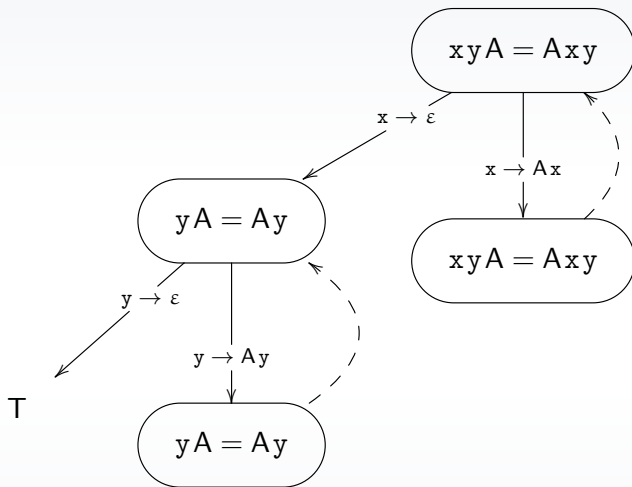 xyA = Axy
x → ε
x → Ax
yA = Ay
xyA = Axy
y → ε
y → Ay
T
yA = Ay